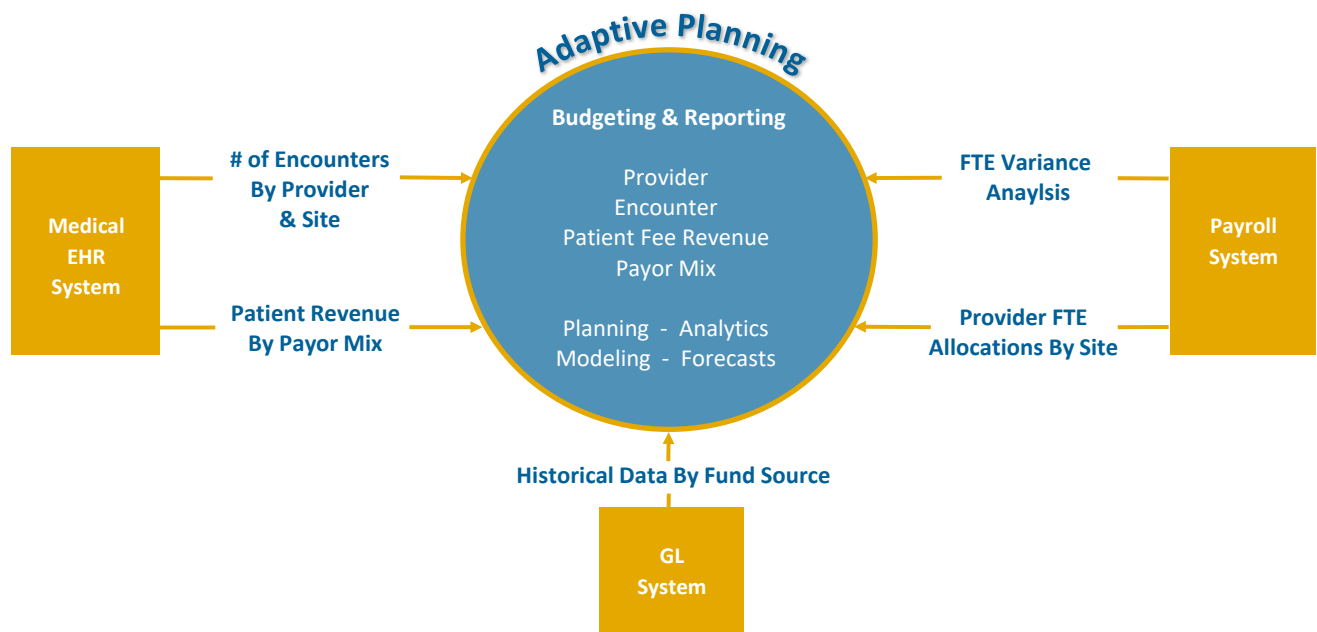 Adaptive Planning
Budgeting & Reporting
Provider
Encounter
Patient Fee Revenue
Payor Mix
Planning - Analytics
Modeling - Forecasts
Medical
EHR
System
# of Encounters
By Provider
& Site
Patient Revenue
By Payor Mix
FTE Variance
Anaylsis
Provider FTE
Allocations By Site
Payroll
System
Historical Data By Fund Source
GL
System